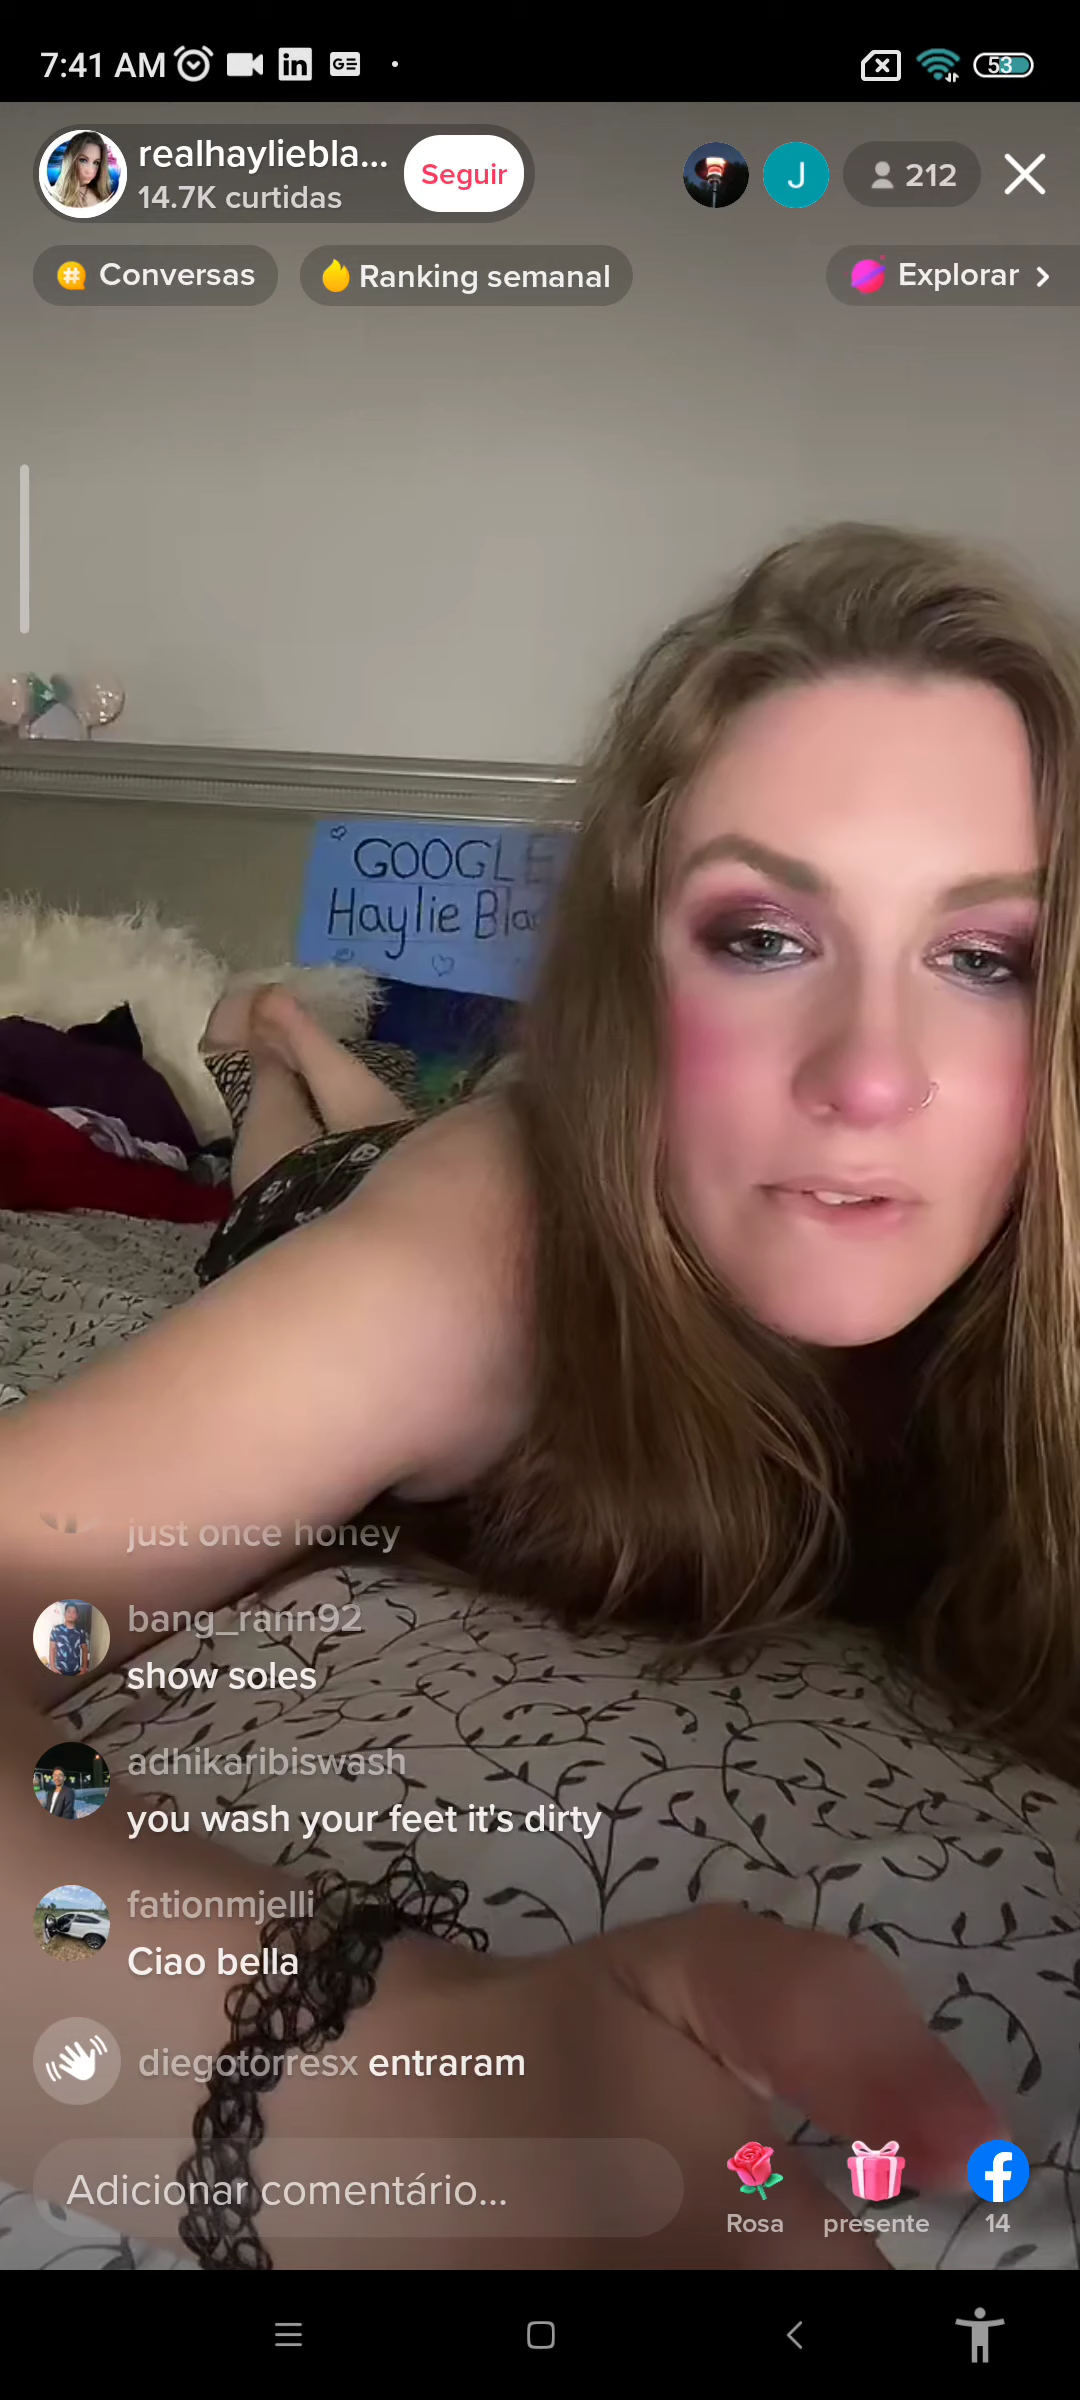 7:41 AM
53
realhayliebla...
14.7K curtidas
Seguir
J
212
Conversas
Ranking semanal
Explorar
GOOGLE
Haylie Bla
just once honey
bang_rann92
show soles
adhikaribiswash
you wash your feet it's dirty
fationmjelli
Ciao bella
diegotorresx entraram
Adicionar comentário...
Rosa
presente
14